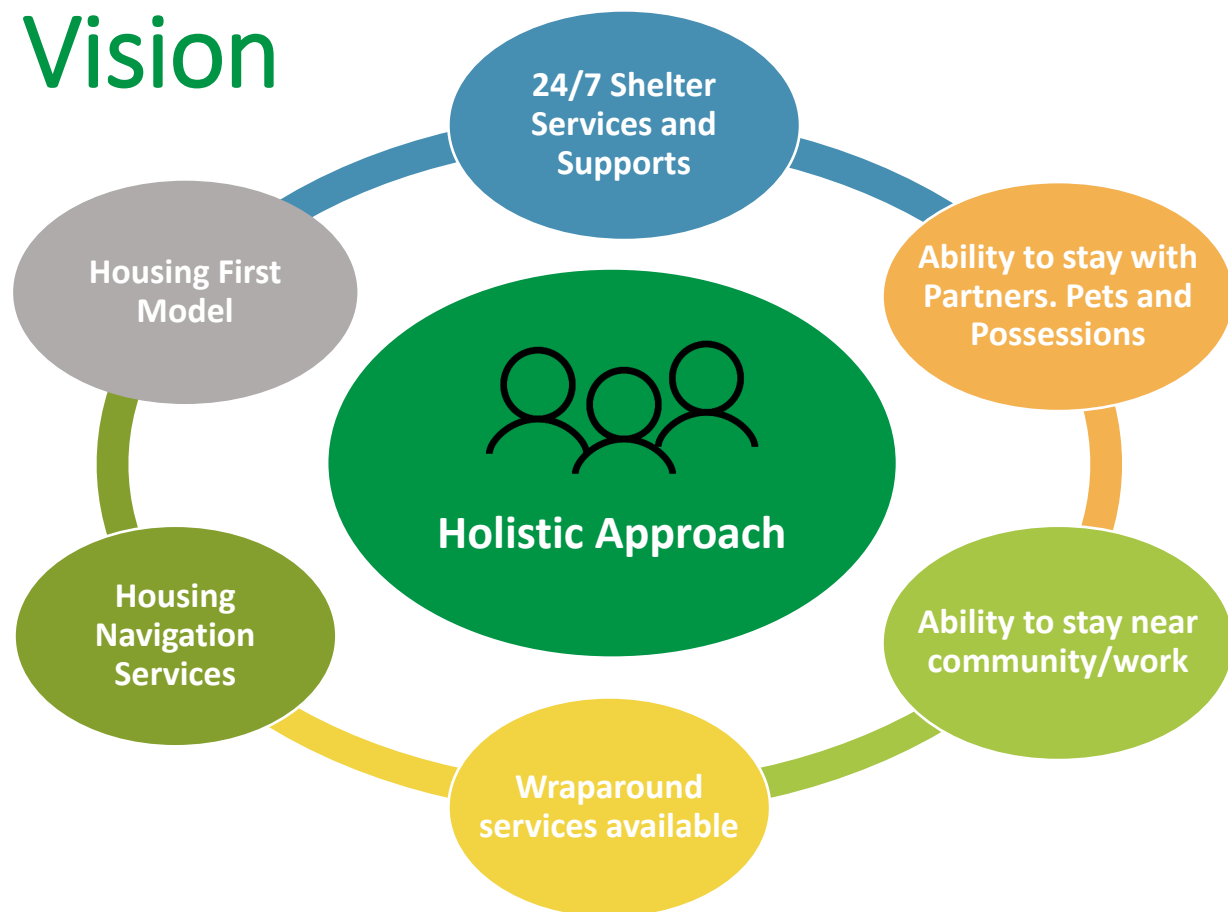 Vision
24/7 Shelter
Services and
Supports
Ability to stay with
Partners. Pets and
Possessions
Ability to stay near
community/work
Wraparound
services available
Housing
Navigation
Services
Housing First
Model
Holistic Approach